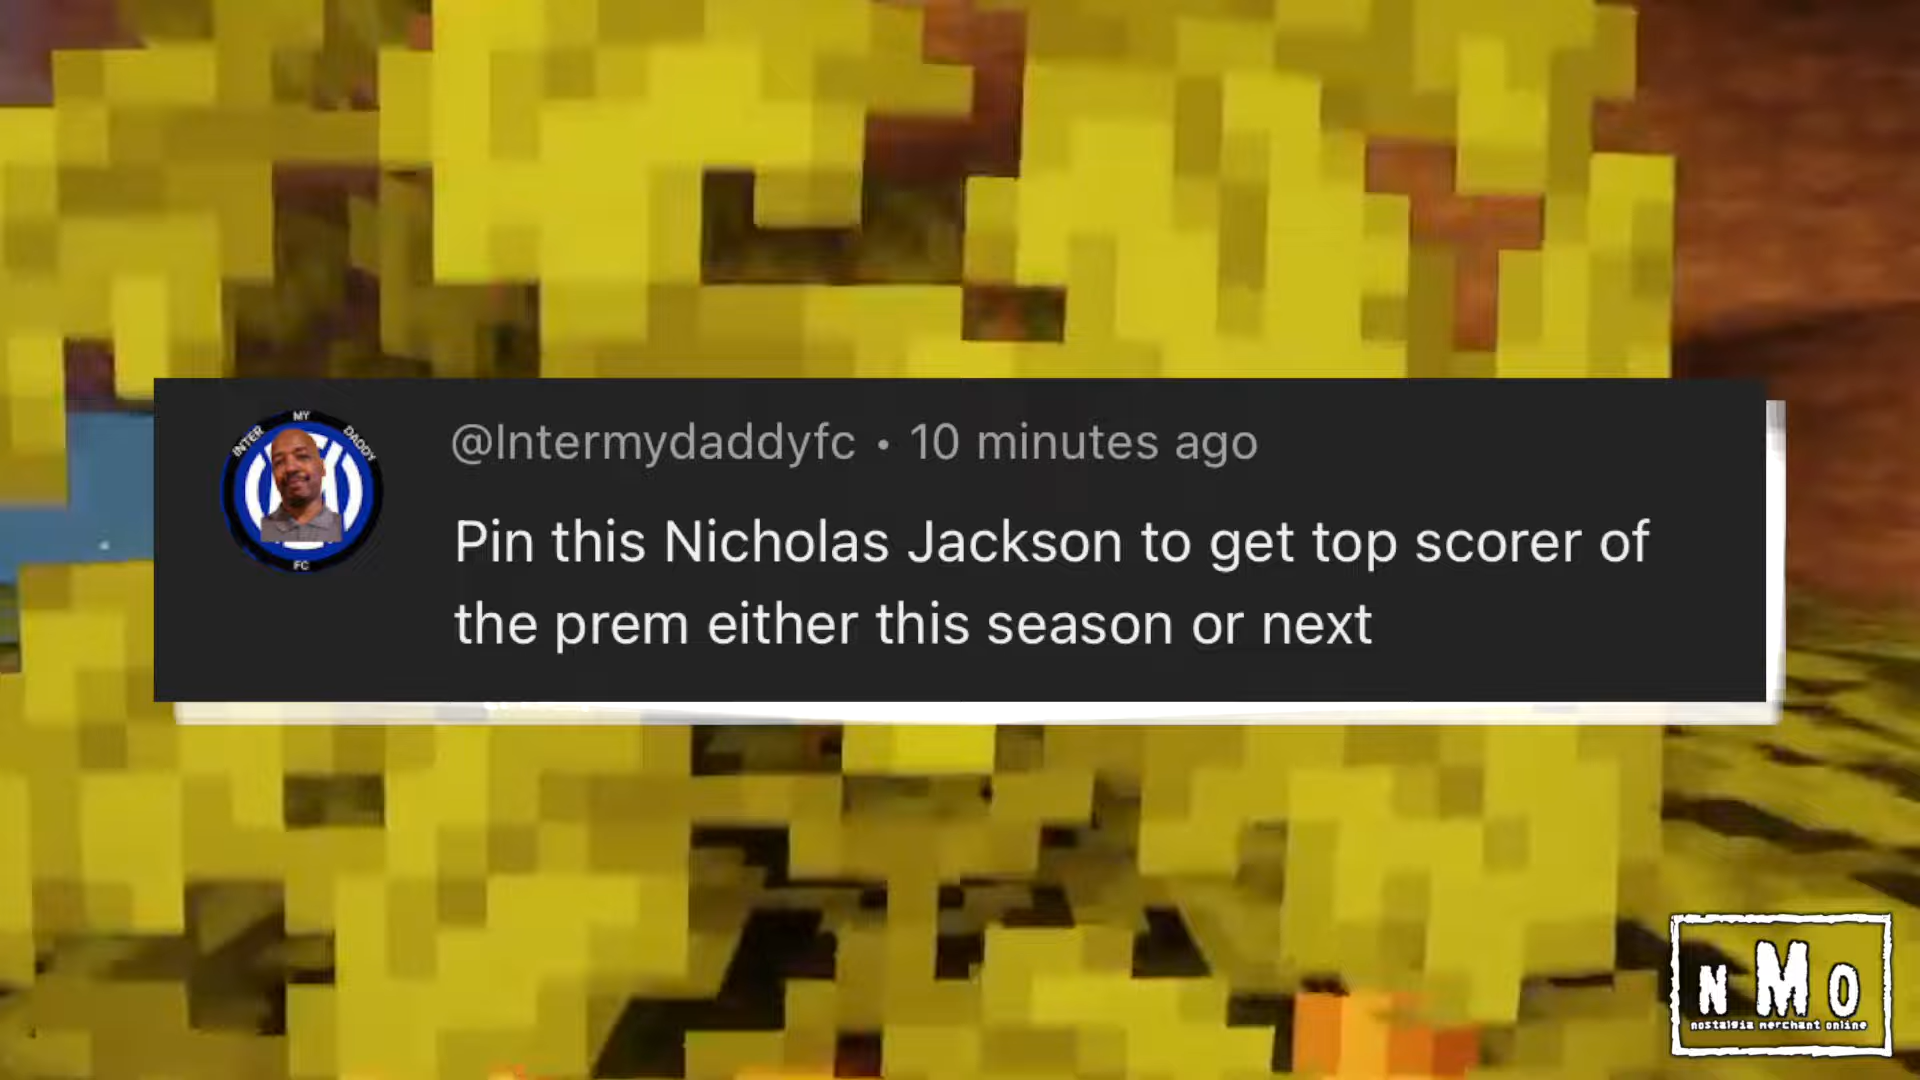 INTER MY DADDY
FC
@Intermydaddyfc • 10 minutes ago
Pin this Nicholas Jackson to get top scorer of
the prem either this season or next
NMO
nostalgia merchant online